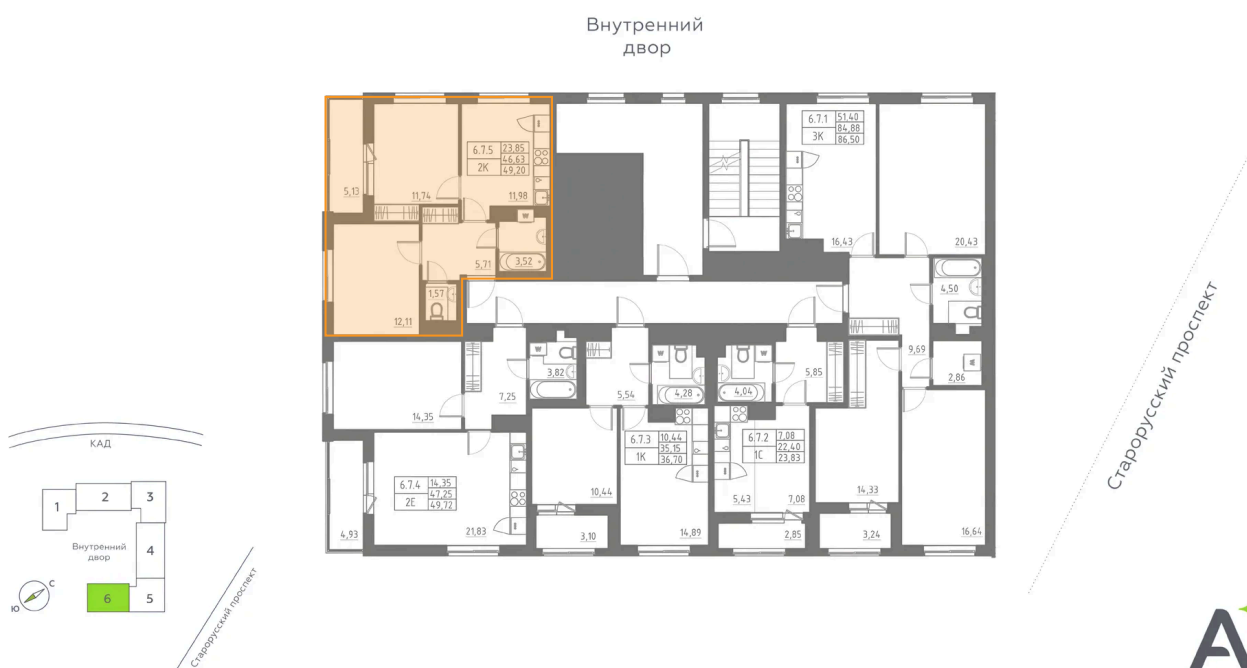 Внутренний
двор
6.7.5
2К
23,85
46,63
49,20
5,13
11,74
11,98
5,71
3,52
1,57
12,11
6.7.1
3К
51,40
84,88
86,50
16,43
20,43
4,50
9,69
2,86
14,35
7,25
3,82
5,54
4,28
4,04
5,85
6.7.4
2Е
14,35
47,25
49,72
4,93
21,83
10,44
3,10
6.7.3
1К
10,44
35,15
36,70
14,89
6.7.2
1С
7,08
22,40
23,83
5,43
7,08
2,85
14,33
3,24
16,64
W
W
W
W
W
W
Старорусский проспект
КАД
1
2
3
4
5
6
Внутренний
двор
С
Ю
Старорусский проспект
А